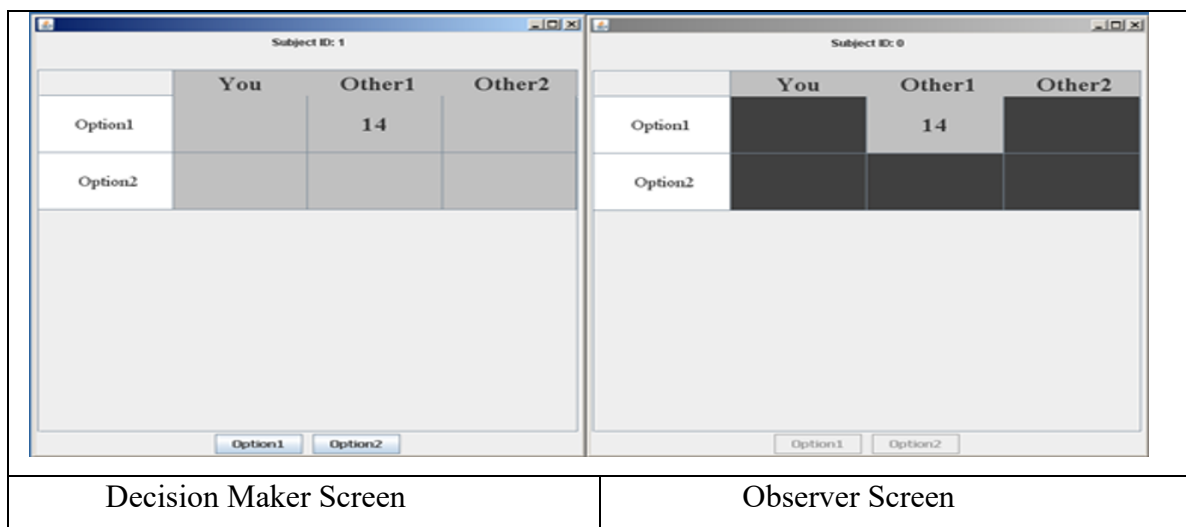 Subject ID: 1
You Other1 Other2
Option1 14
Option2
Option1 Option2
Subject ID: 0
You Other1 Other2
Option1 14
Option2
Option1 Option2
Decision Maker Screen
Observer Screen